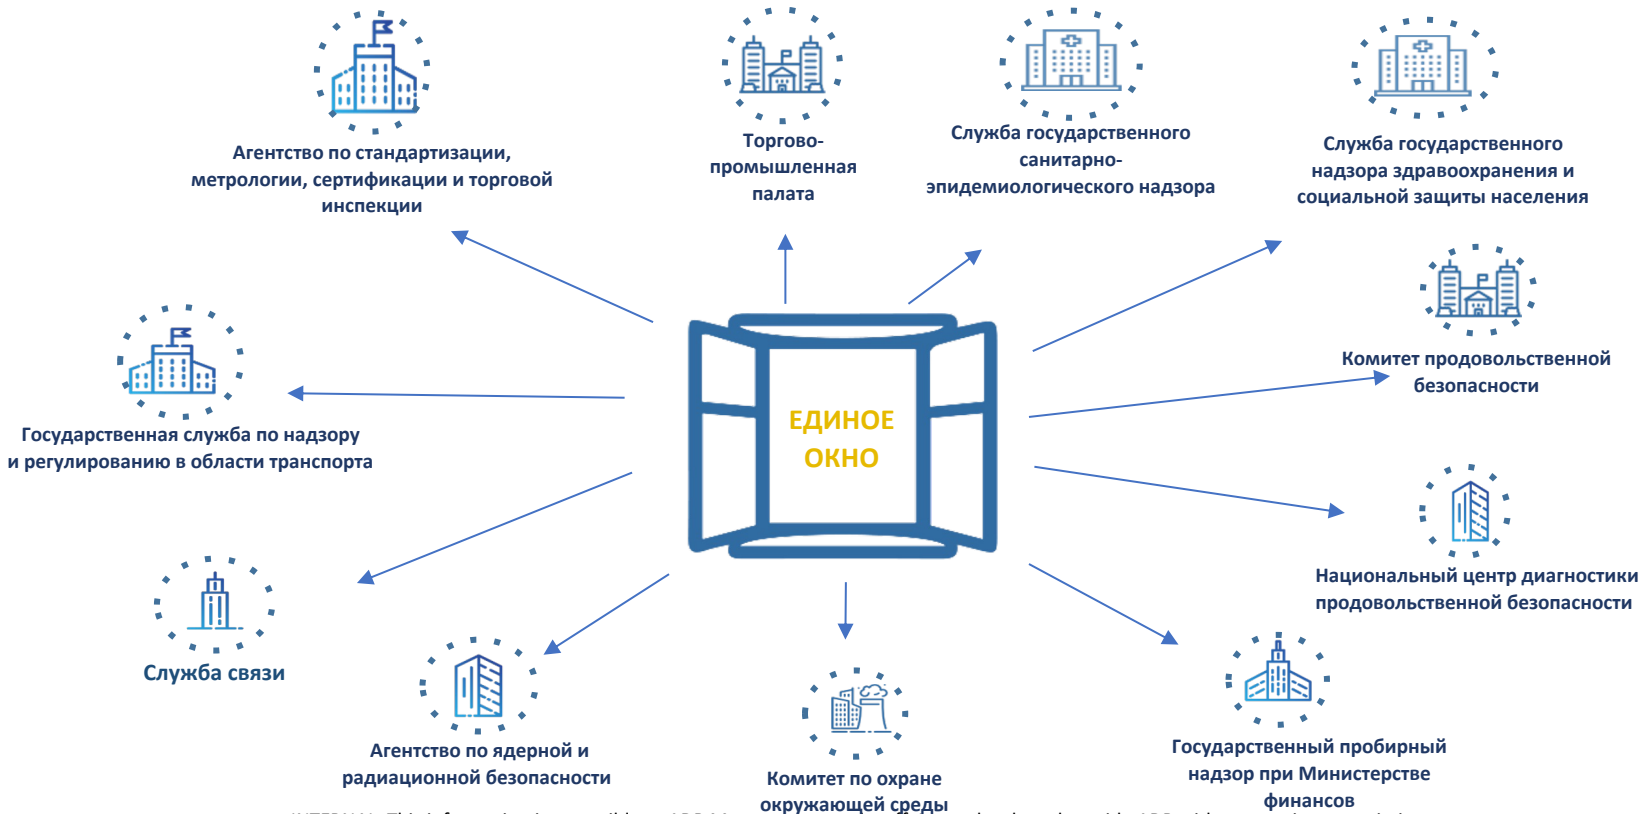 Агентство по стандартизации,
метрологии, сертификации и торговой
инспекции
Торгово-
промышленная
палата
Служба государственного
санитарно-
эпидемиологического надзора
Служба государственного
надзора здравоохранения и
социальной защиты населения
Комитет продовольственной
безопасности
Государственная служба по надзору
и регулированию в области транспорта
ЕДИНОЕ
ОКНО
Национальный центр диагностики
продовольственной безопасности
Служба связи
Агентство по ядерной и
радиационной безопасности
Комитет по охране
окружающей среды
Государственный пробирный
надзор при Министерстве
финансов